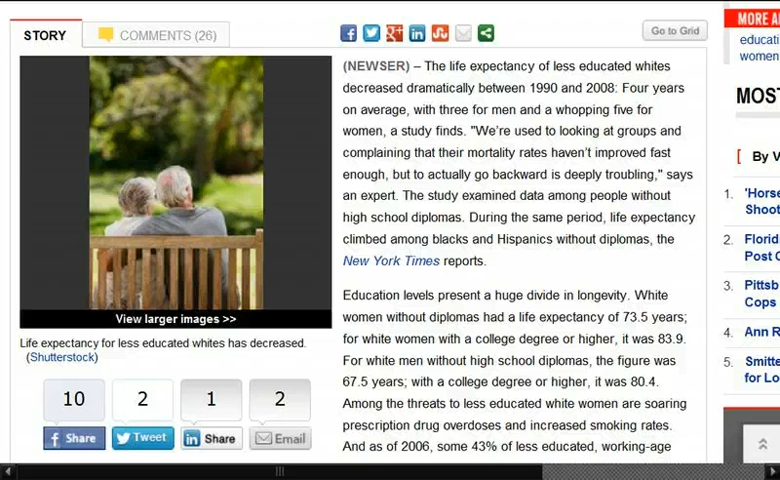 STORY
COMMENTS (26)
Go to Grid
View larger images >>
Life expectancy for less educated whites has decreased.
(Shutterstock)
10
2
1
2
f Share
Tweet
in Share
Email
(NEWSER) – The life expectancy of less educated whites
decreased dramatically between 1990 and 2008: Four years
on average, with three for men and a whopping five for
women, a study finds. "We're used to looking at groups and
complaining that their mortality rates haven't improved fast
enough, but to actually go backward is deeply troubling," says
an expert. The study examined data among people without
high school diplomas. During the same period, life expectancy
climbed among blacks and Hispanics without diplomas, the
New York Times reports.
Education levels present a huge divide in longevity. White
women without diplomas had a life expectancy of 73.5 years;
for white women with a college degree or higher, it was 83.9.
For white men without high school diplomas, the figure was
67.5 years; with a college degree or higher, it was 80.4.
Among the threats to less educated white women are soaring
prescription drug overdoses and increased smoking rates.
And as of 2006, some 43% of less educated, working-age
MORE A
educati
women
MOST
[ By V
1. 'Horse
Shoot
2. Florid
Post C
3. Pittsb
Cops
4. Ann R
5. Smitte
for Lo